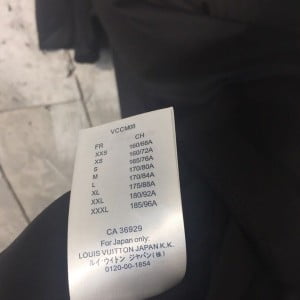 VCCM08
FR CH
XXS 160/68A
XS 160/72A
S 165/76A
M 170/80A
L 170/84A
XL 175/88A
XXL 180/92A
XXXL 185/96A
CA 36929
For Japan only:
LOUIS VUITTON JAPAN K.K.
ルイ・ヴィトン ジャパン(株)
0120-00-1854